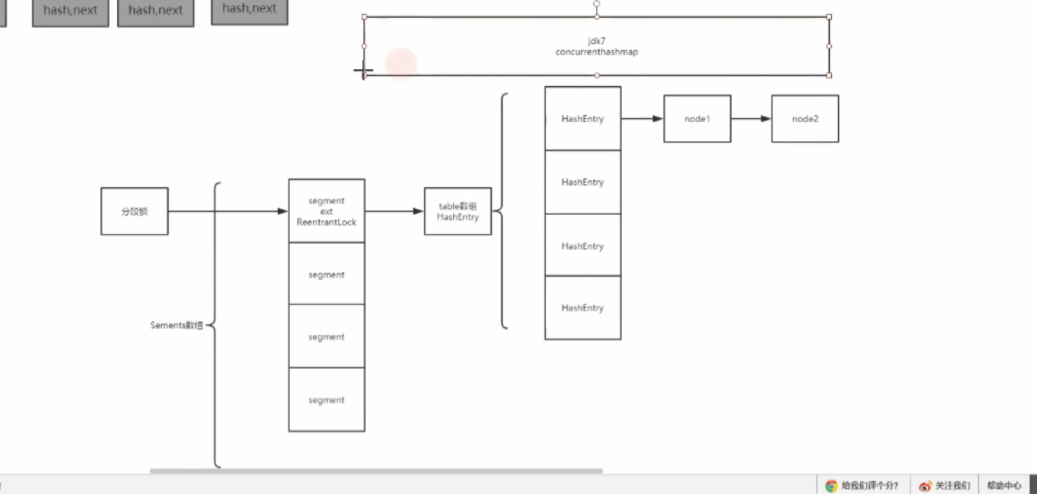 hash,next
hash,next
hash,next
jdk7
concurrenthashmap
HashEntry
node1
node2
HashEntry
分段锁
segment
ext
ReentrantLock
table数组
HashEntry
HashEntry
segment
HashEntry
Sements数组
segment
segment
给我们评个分?
关注我们
帮助中心